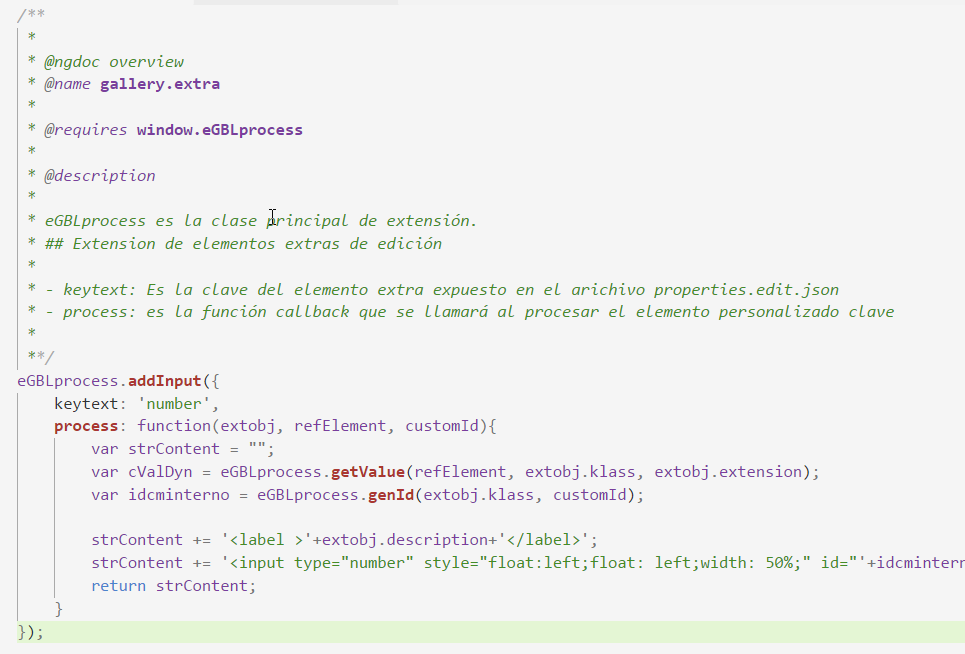 /**
 *
 * @ngdoc overview
 * @name gallery.extra
 *
 * @requires window.eGBLprocess
 *
 * @description
 *
 * eGBLprocess es la clase principal de extensión.
 * ## Extension de elementos extras de edición
 *
 * - keytext: Es la clave del elemento extra expuesto en el arichivo properties.edit.json
 * - process: es la función callback que se llamará al procesar el elemento personalizado clave
 *
 **/
eGBLprocess.addInput({
    keytext: 'number',
    process: function(extobj, refElement, customId){
        var strContent = "";
        var cValDyn = eGBLprocess.getValue(refElement, extobj.klass, extobj.extension);
        var idcminterno = eGBLprocess.genId(extobj.klass, customId);

        strContent += '<label >'+extobj.description+'</label>';
        strContent += '<input type="number" style="float:left;float: left;width: 50%;" id="'+idcmintern
        return strContent;
    }
});